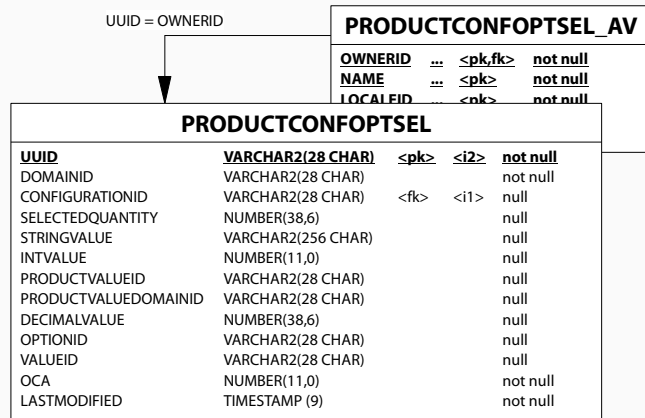 UUID = OWNERID
PRODUCTCONFOPTSEL_AV
OWNERID ... <pk,fk> not null
NAME ... <pk> not null
LOCALEID ... <pk> not null
PRODUCTCONFOPTSEL
UUID VARCHAR2(28 CHAR) <pk> <i2> not null
DOMAINID VARCHAR2(28 CHAR) not null
CONFIGURATIONID VARCHAR2(28 CHAR) <fk> <i1> null
SELECTEDQUANTITY NUMBER(38,6) null
STRINGVALUE VARCHAR2(256 CHAR) null
INTVALUE NUMBER(11,0) null
PRODUCTVALUEID VARCHAR2(28 CHAR) null
PRODUCTVALUEDOMAINID VARCHAR2(28 CHAR) null
DECIMALVALUE NUMBER(38,6) null
OPTIONID VARCHAR2(28 CHAR) null
VALUEID VARCHAR2(28 CHAR) null
OCA NUMBER(11,0) not null
LASTMODIFIED TIMESTAMP (9) not null